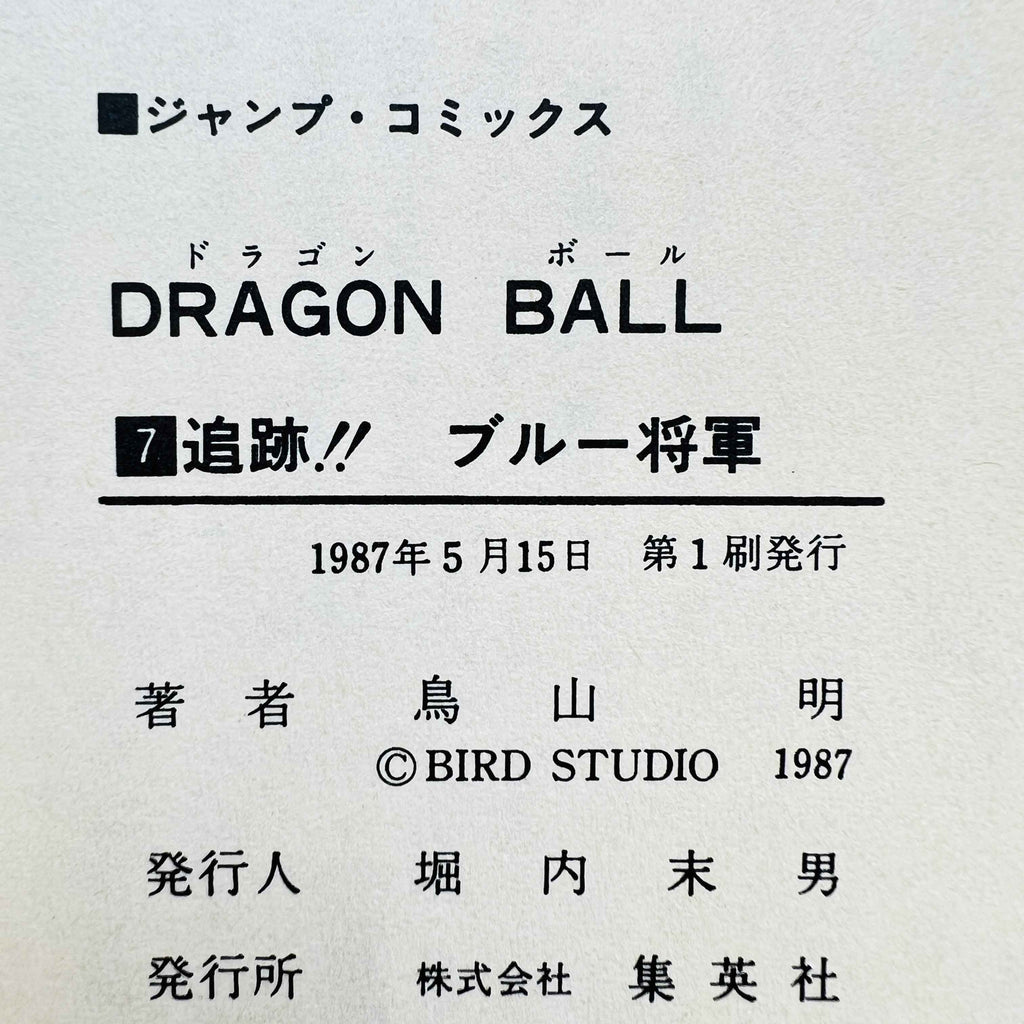 ■ジャンプ・コミックス
ドラゴン ボール
DRAGON BALL
7 追跡!! ブルー将軍
1987年5月15日 第1刷発行
著者 鳥山明
©BIRD STUDIO 1987
発行人 堀内末男
発行所 株式会社 集英社